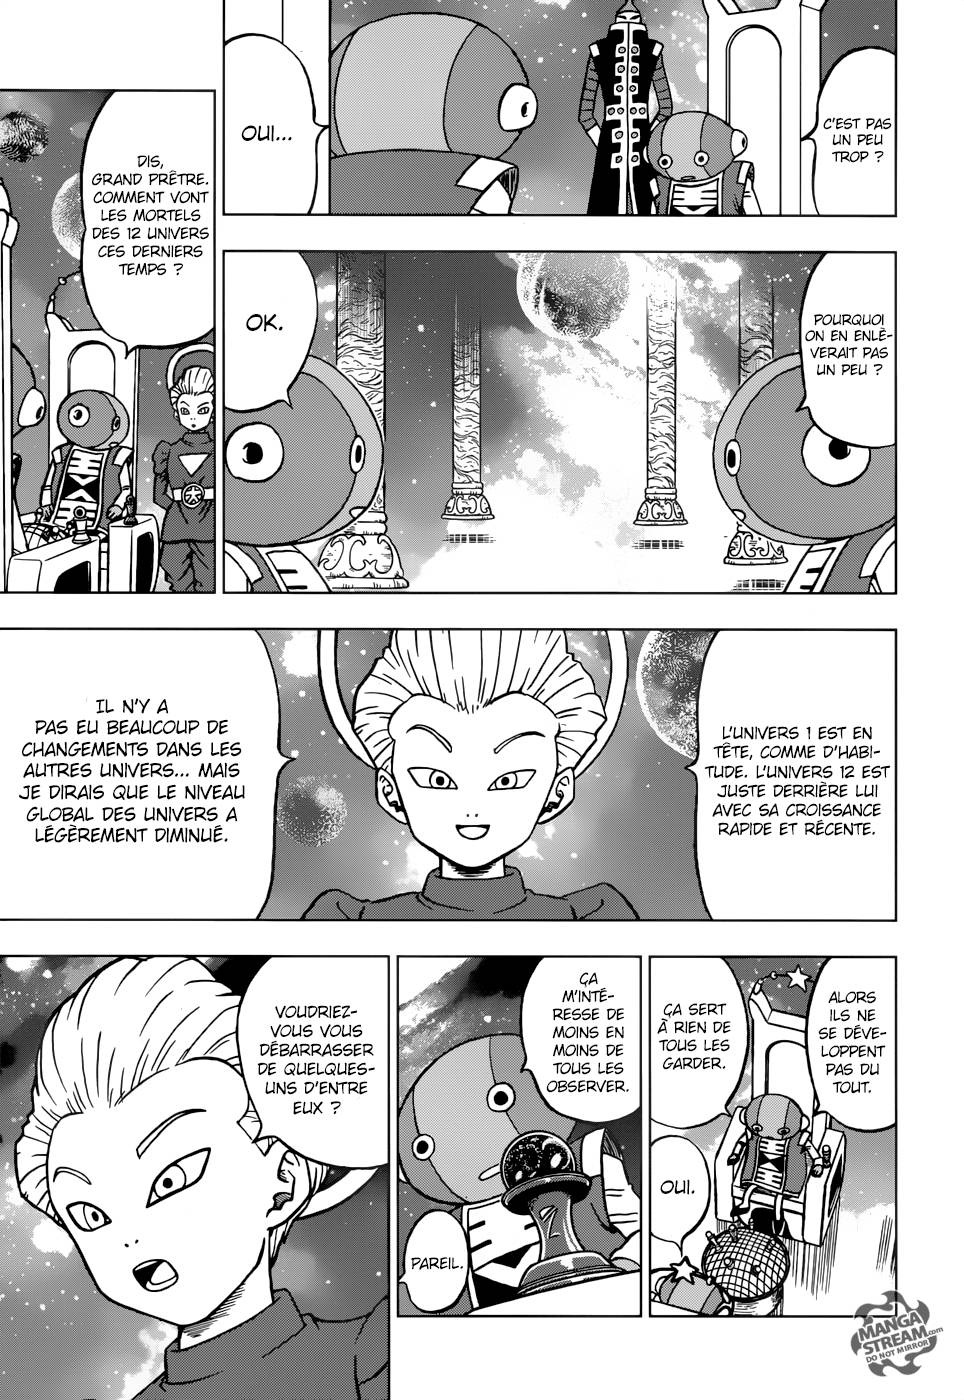 C'EST PAS
UN PEU
TROP ?
OUI...
POURQUOI
ON EN ENLÈ-
VERAIT PAS
UN PEU ?
OK.
DIS,
GRAND PRÊTRE.
COMMENT VONT
LES MORTELS
DES 12 UNIVERS
CES DERNIERS
TEMPS ?
L'UNIVERS 1 EST EN
TÊTE, COMME D'HABI-
TUDE. L'UNIVERS 12 EST
JUSTE DERRIÈRE LUI
AVEC SA CROISSANCE
RAPIDE ET RÉCENTE.
IL N'Y A
PAS EU BEAUCOUP DE
CHANGEMENTS DANS LES
AUTRES UNIVERS... MAIS
JE DIRAIS QUE LE NIVEAU
GLOBAL DES UNIVERS A
LÉGÈREMENT DIMINUÉ.
ALORS
ILS NE
SE DÉVE-
LOPPENT
PAS DU
TOUT.
ÇA SERT
À RIEN DE
TOUS LES
GARDER.
OUI.
ÇA
M'INTÉ-
RESSE DE
MOINS EN
MOINS DE
TOUS LES
OBSERVER.
PAREIL.
VOUDRIEZ-
VOUS VOUS
DÉBARRASSER
DE QUELQUES-
UNS D'ENTRE
EUX ?
MANGA
STREAM.com
DO NOT MIRROR!